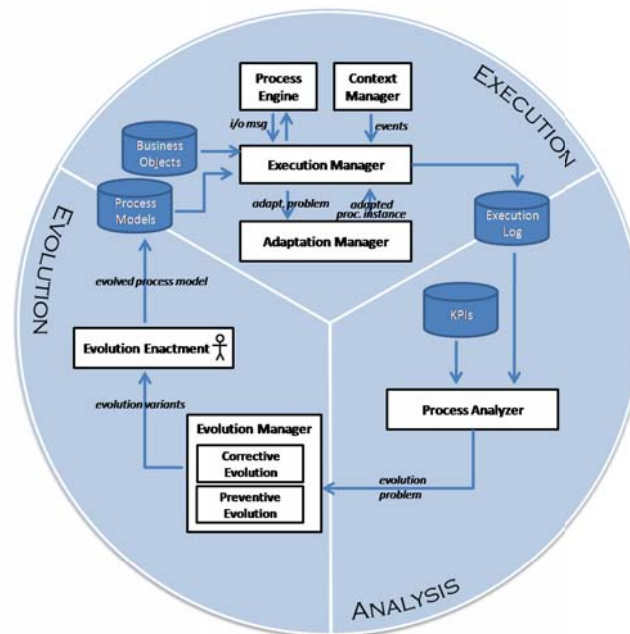 EXECUTION
Process
Engine
Context
Manager
i/o msg
events
Business
Objects
Execution Manager
Process
Models
adapt. problem
adapted
proc. instance
Execution
Log
Adaptation Manager
EVOLUTION
evolved process model
KPIs
Evolution Enactment
evolution variants
Process Analyzer
Evolution Manager
Corrective
Evolution
Preventive
Evolution
evolution
problem
ANALYSIS